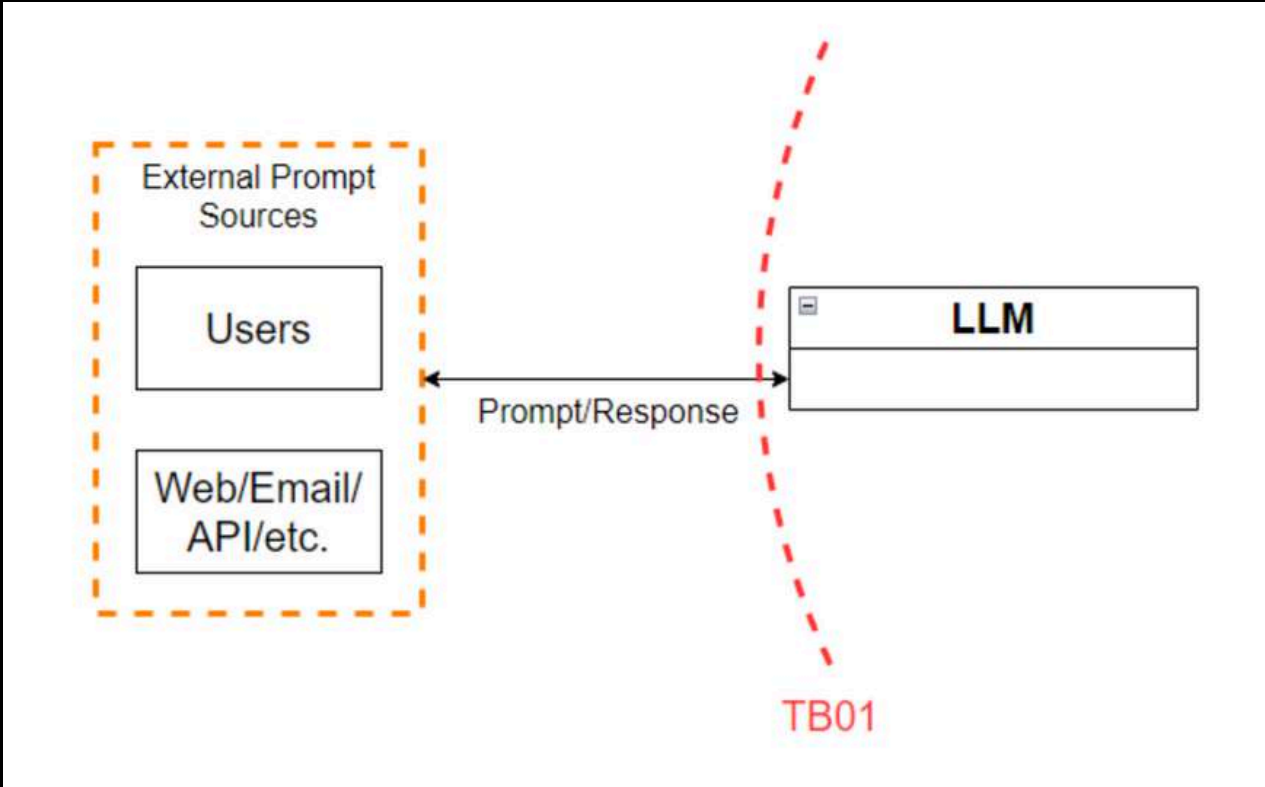 External Prompt
Sources
Users
Web/Email/
API/etc.
Prompt/Response
LLM
TB01